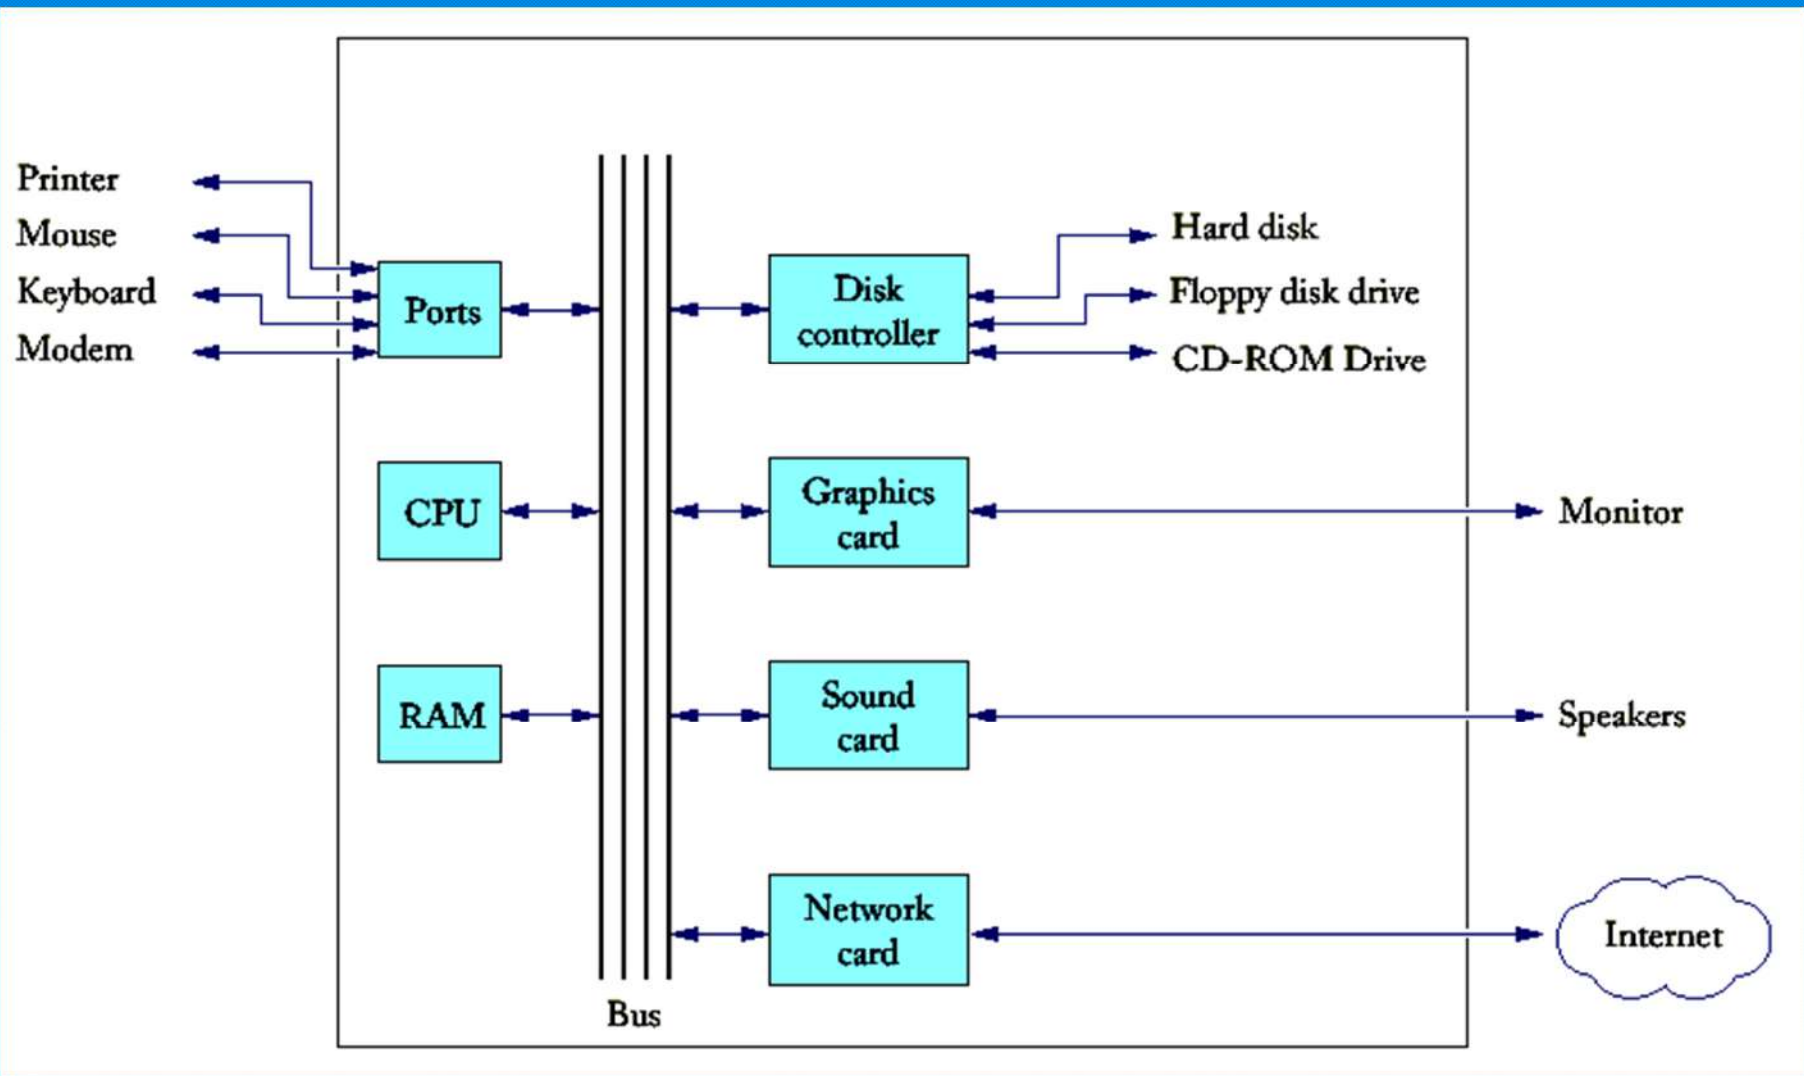 Printer
Mouse
Keyboard
Modem
Ports
CPU
RAM
Bus
Disk
controller
Graphics
card
Sound
card
Network
card
Hard disk
Floppy disk drive
CD-ROM Drive
Monitor
Speakers
Internet